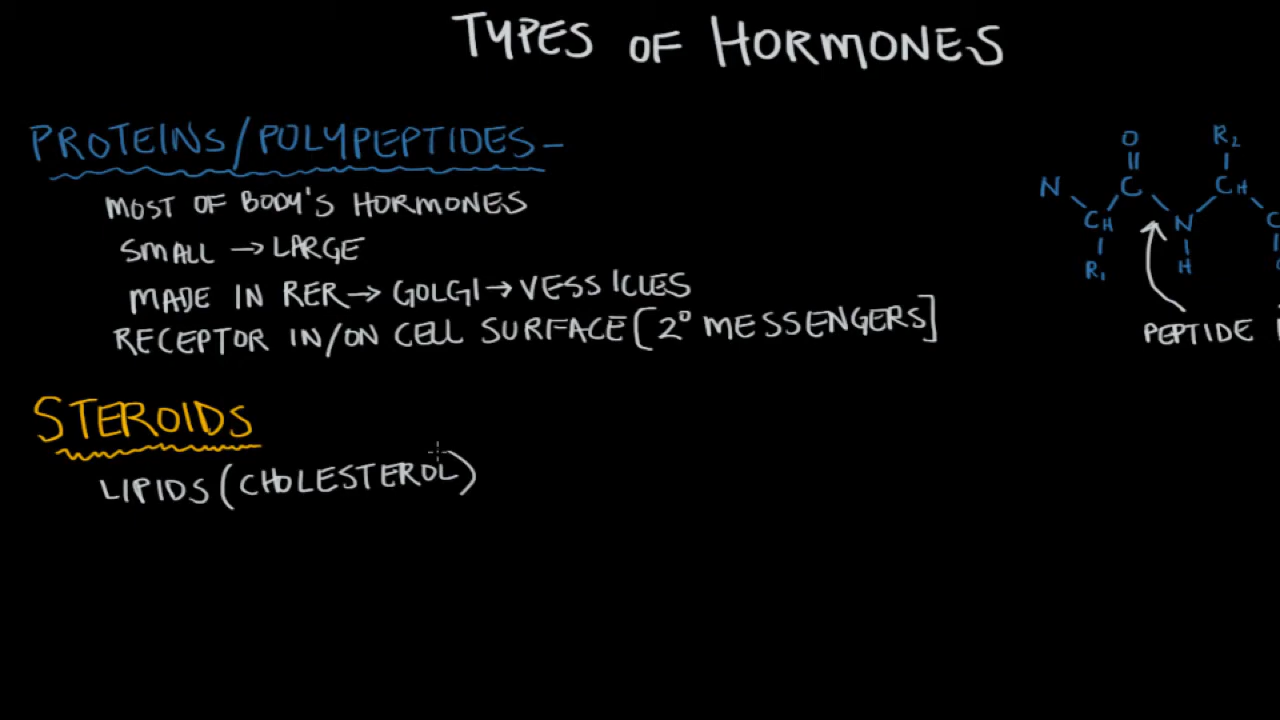 TYPES OF HORMONES
PROTEINS/POLYPEPTIDES-
MOST OF BODY'S HORMONES
SMALL → LARGE
MADE IN RER → GOLGI → VESSICLES
RECEPTOR IN/ON CELL SURFACE [2° MESSENGERS]
STEROIDS
LIPIDS (CHOLESTEROL)
O R2
N C CH
CH N C
R1 H
PEPTIDE